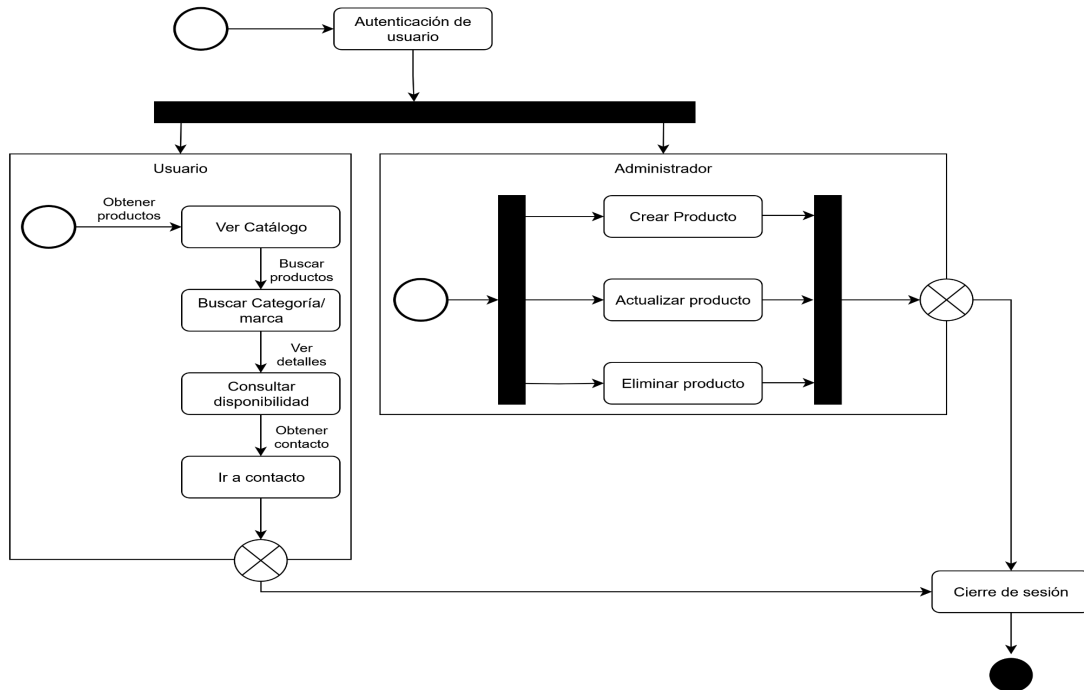 Autenticación de
usuario
Usuario
Administrador
Obtener
productos
Ver Catálogo
Crear Producto
Buscar
productos
Buscar Categoría/
marca
Actualizar producto
Ver
detalles
Consultar
disponibilidad
Eliminar producto
Obtener
contacto
Ir a contacto
Cierre de sesión